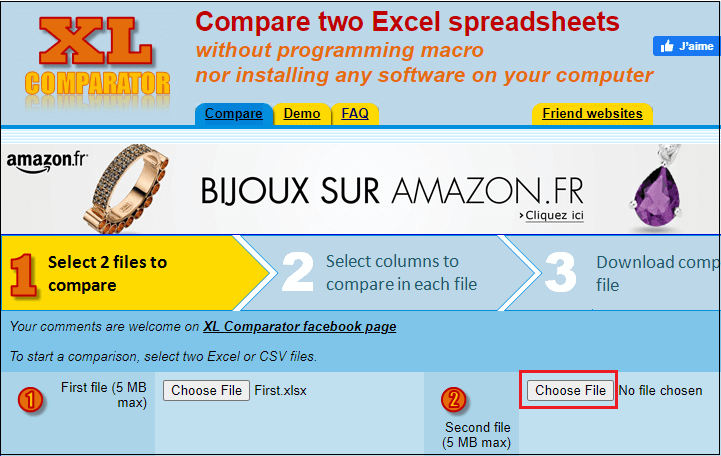 XL
COMPARATOR
Compare two Excel spreadsheets
without programming macro
nor installing any software on your computer
J'aime
Compare
Demo
FAQ
Friend websites
amazon.fr
BIJOUX SUR AMAZON.FR
›Cliquez ici
1
Select 2 files to
compare
2
Select columns to
compare in each file
3
Download comp
file
Your comments are welcome on XL Comparator facebook page
To start a comparison, select two Excel or CSV files.
1
First file (5 MB
max)
Choose File First.xlsx
2
Second file
(5 MB max)
Choose File No file chosen